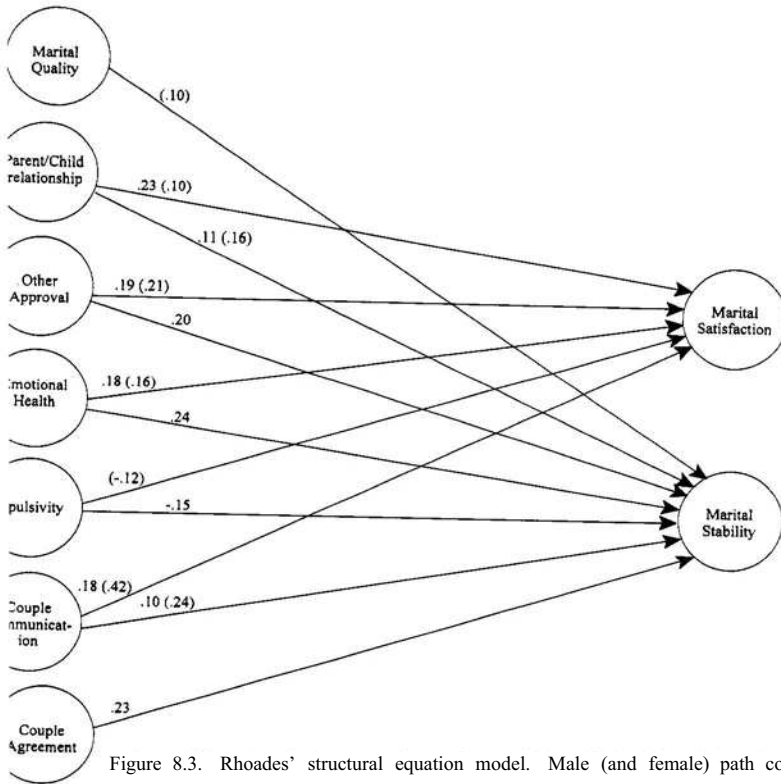 Marital
Quality
(.10)
Parent/Child
relationship
.23 (.10)
.11 (.16)
Other
Approval
.19 (.21)
.20
Marital
Satisfaction
Emotional
Health
.18 (.16)
.24
pulsivity
(-.12)
-.15
Marital
Stability
Couple
mmunicat-
ion
.18 (.42)
.10 (.24)
Couple
Agreement
.23
Figure 8.3. Rhoades' structural equation model. Male (and female) path co